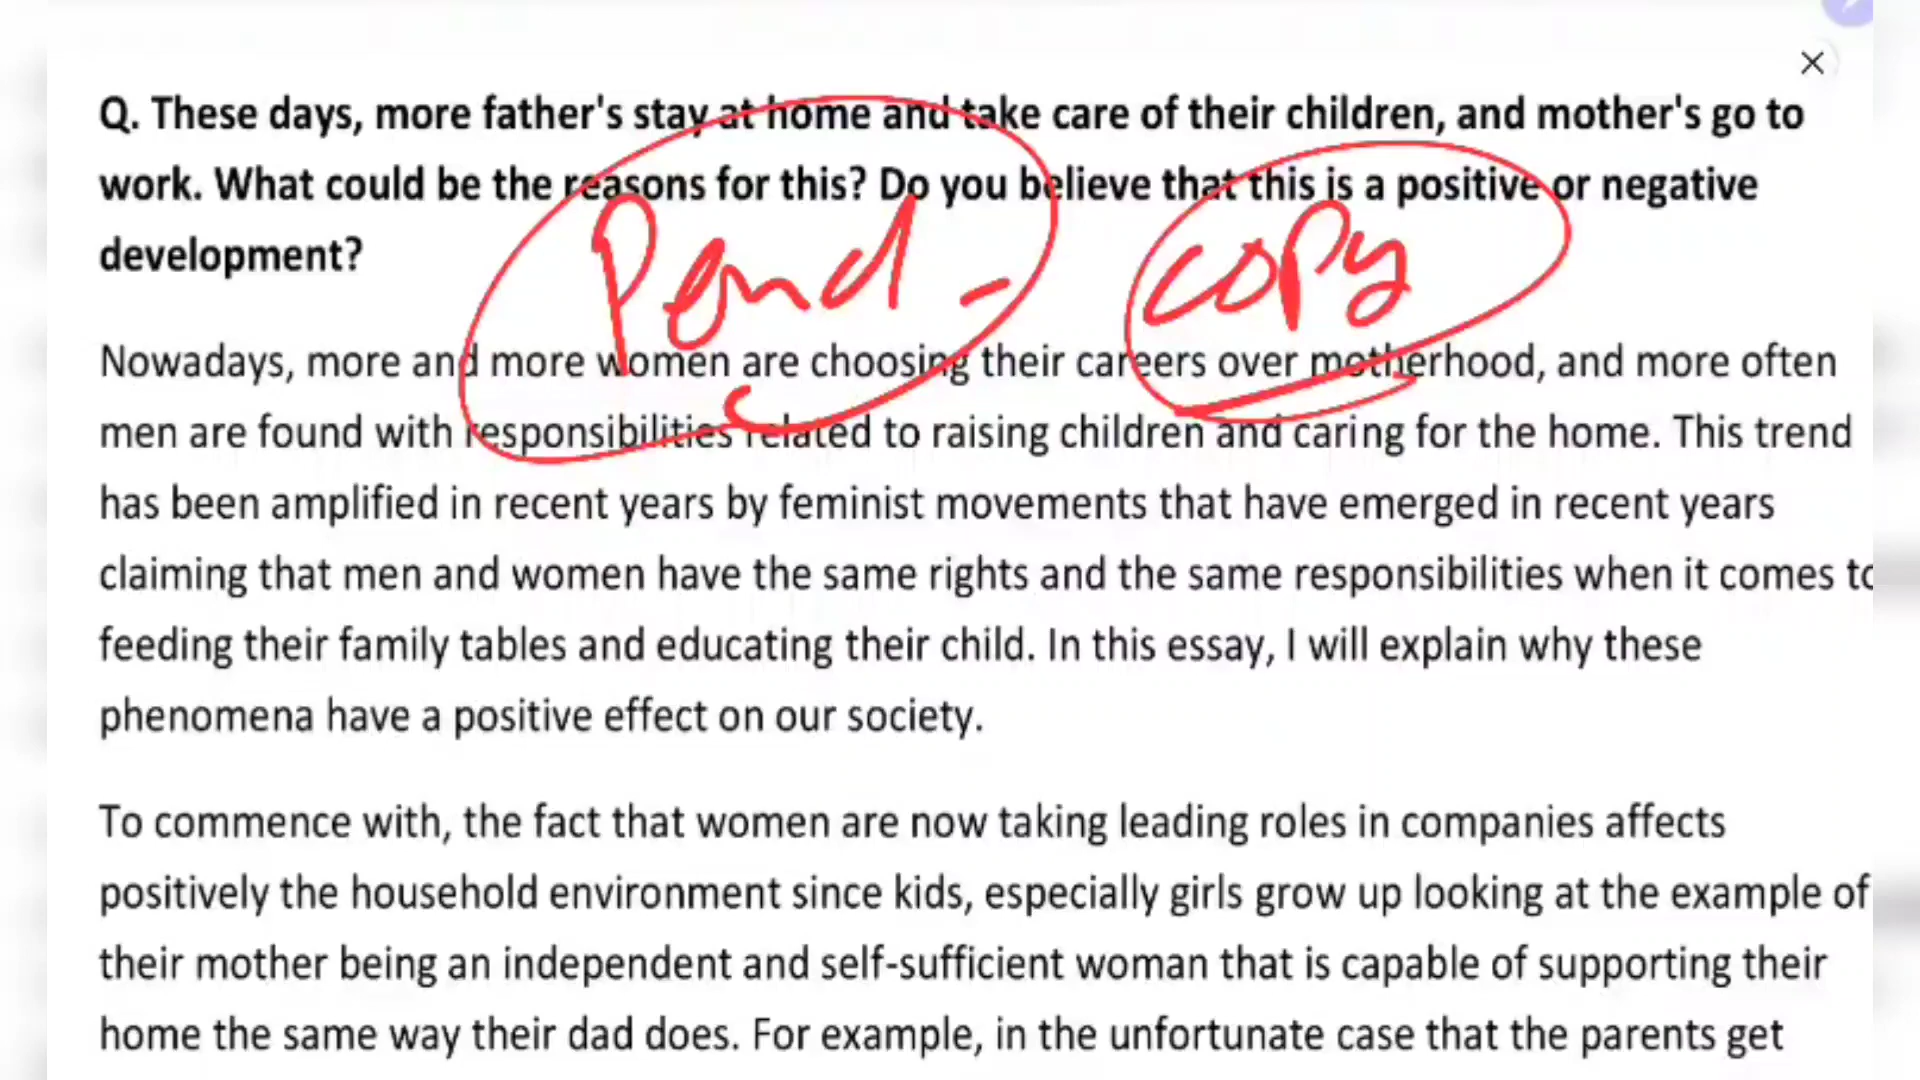 Q. These days, more father's stay at home and take care of their children, and mother's go to
work. What could be the reasons for this? Do you believe that this is a positive or negative
development?
Pend
copy
Nowadays, more and more women are choosing their careers over motherhood, and more often
men are found with responsibilities related to raising children and caring for the home. This trend
has been amplified in recent years by feminist movements that have emerged in recent years
claiming that men and women have the same rights and the same responsibilities when it comes to
feeding their family tables and educating their child. In this essay, I will explain why these
phenomena have a positive effect on our society.
To commence with, the fact that women are now taking leading roles in companies affects
positively the household environment since kids, especially girls grow up looking at the example of
their mother being an independent and self-sufficient woman that is capable of supporting their
home the same way their dad does. For example, in the unfortunate case that the parents get